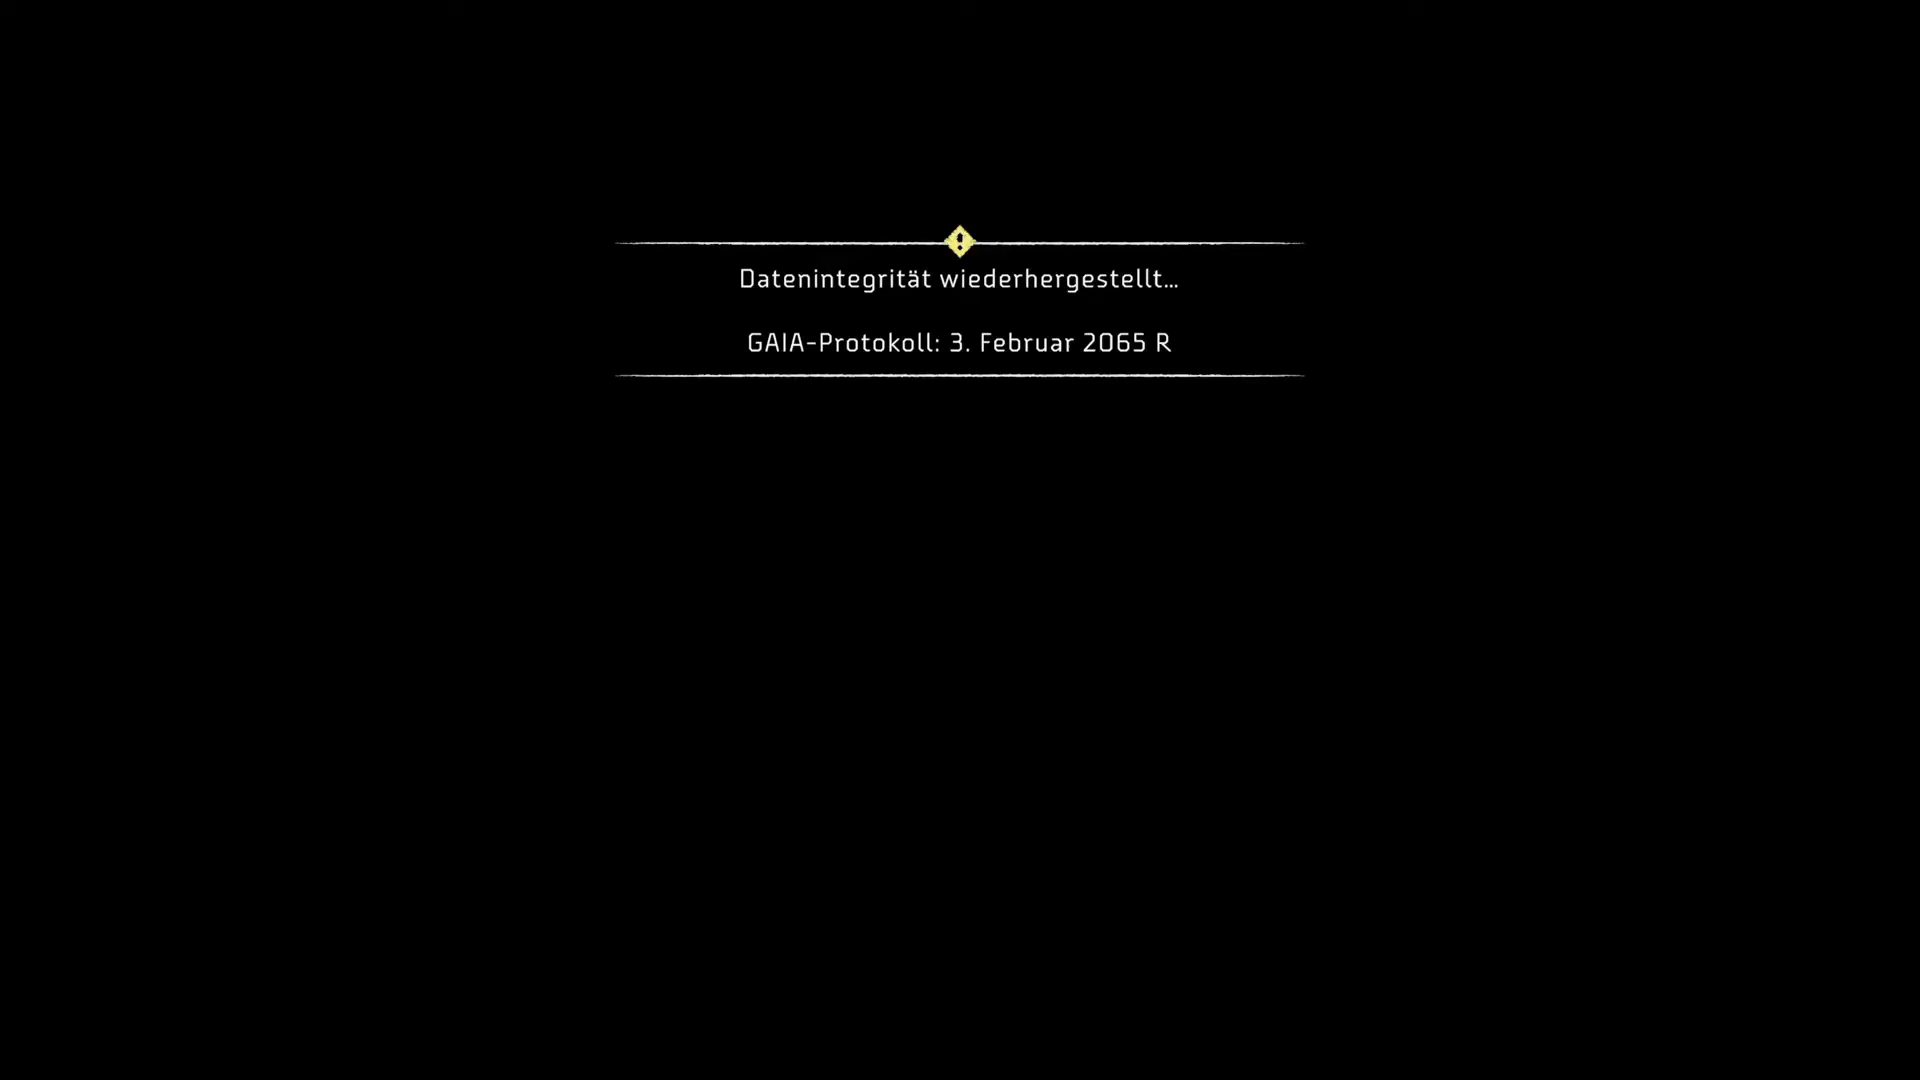 Datenintegrität wiederhergestellt...
GAIA-Protokoll: 3. Februar 2065 R